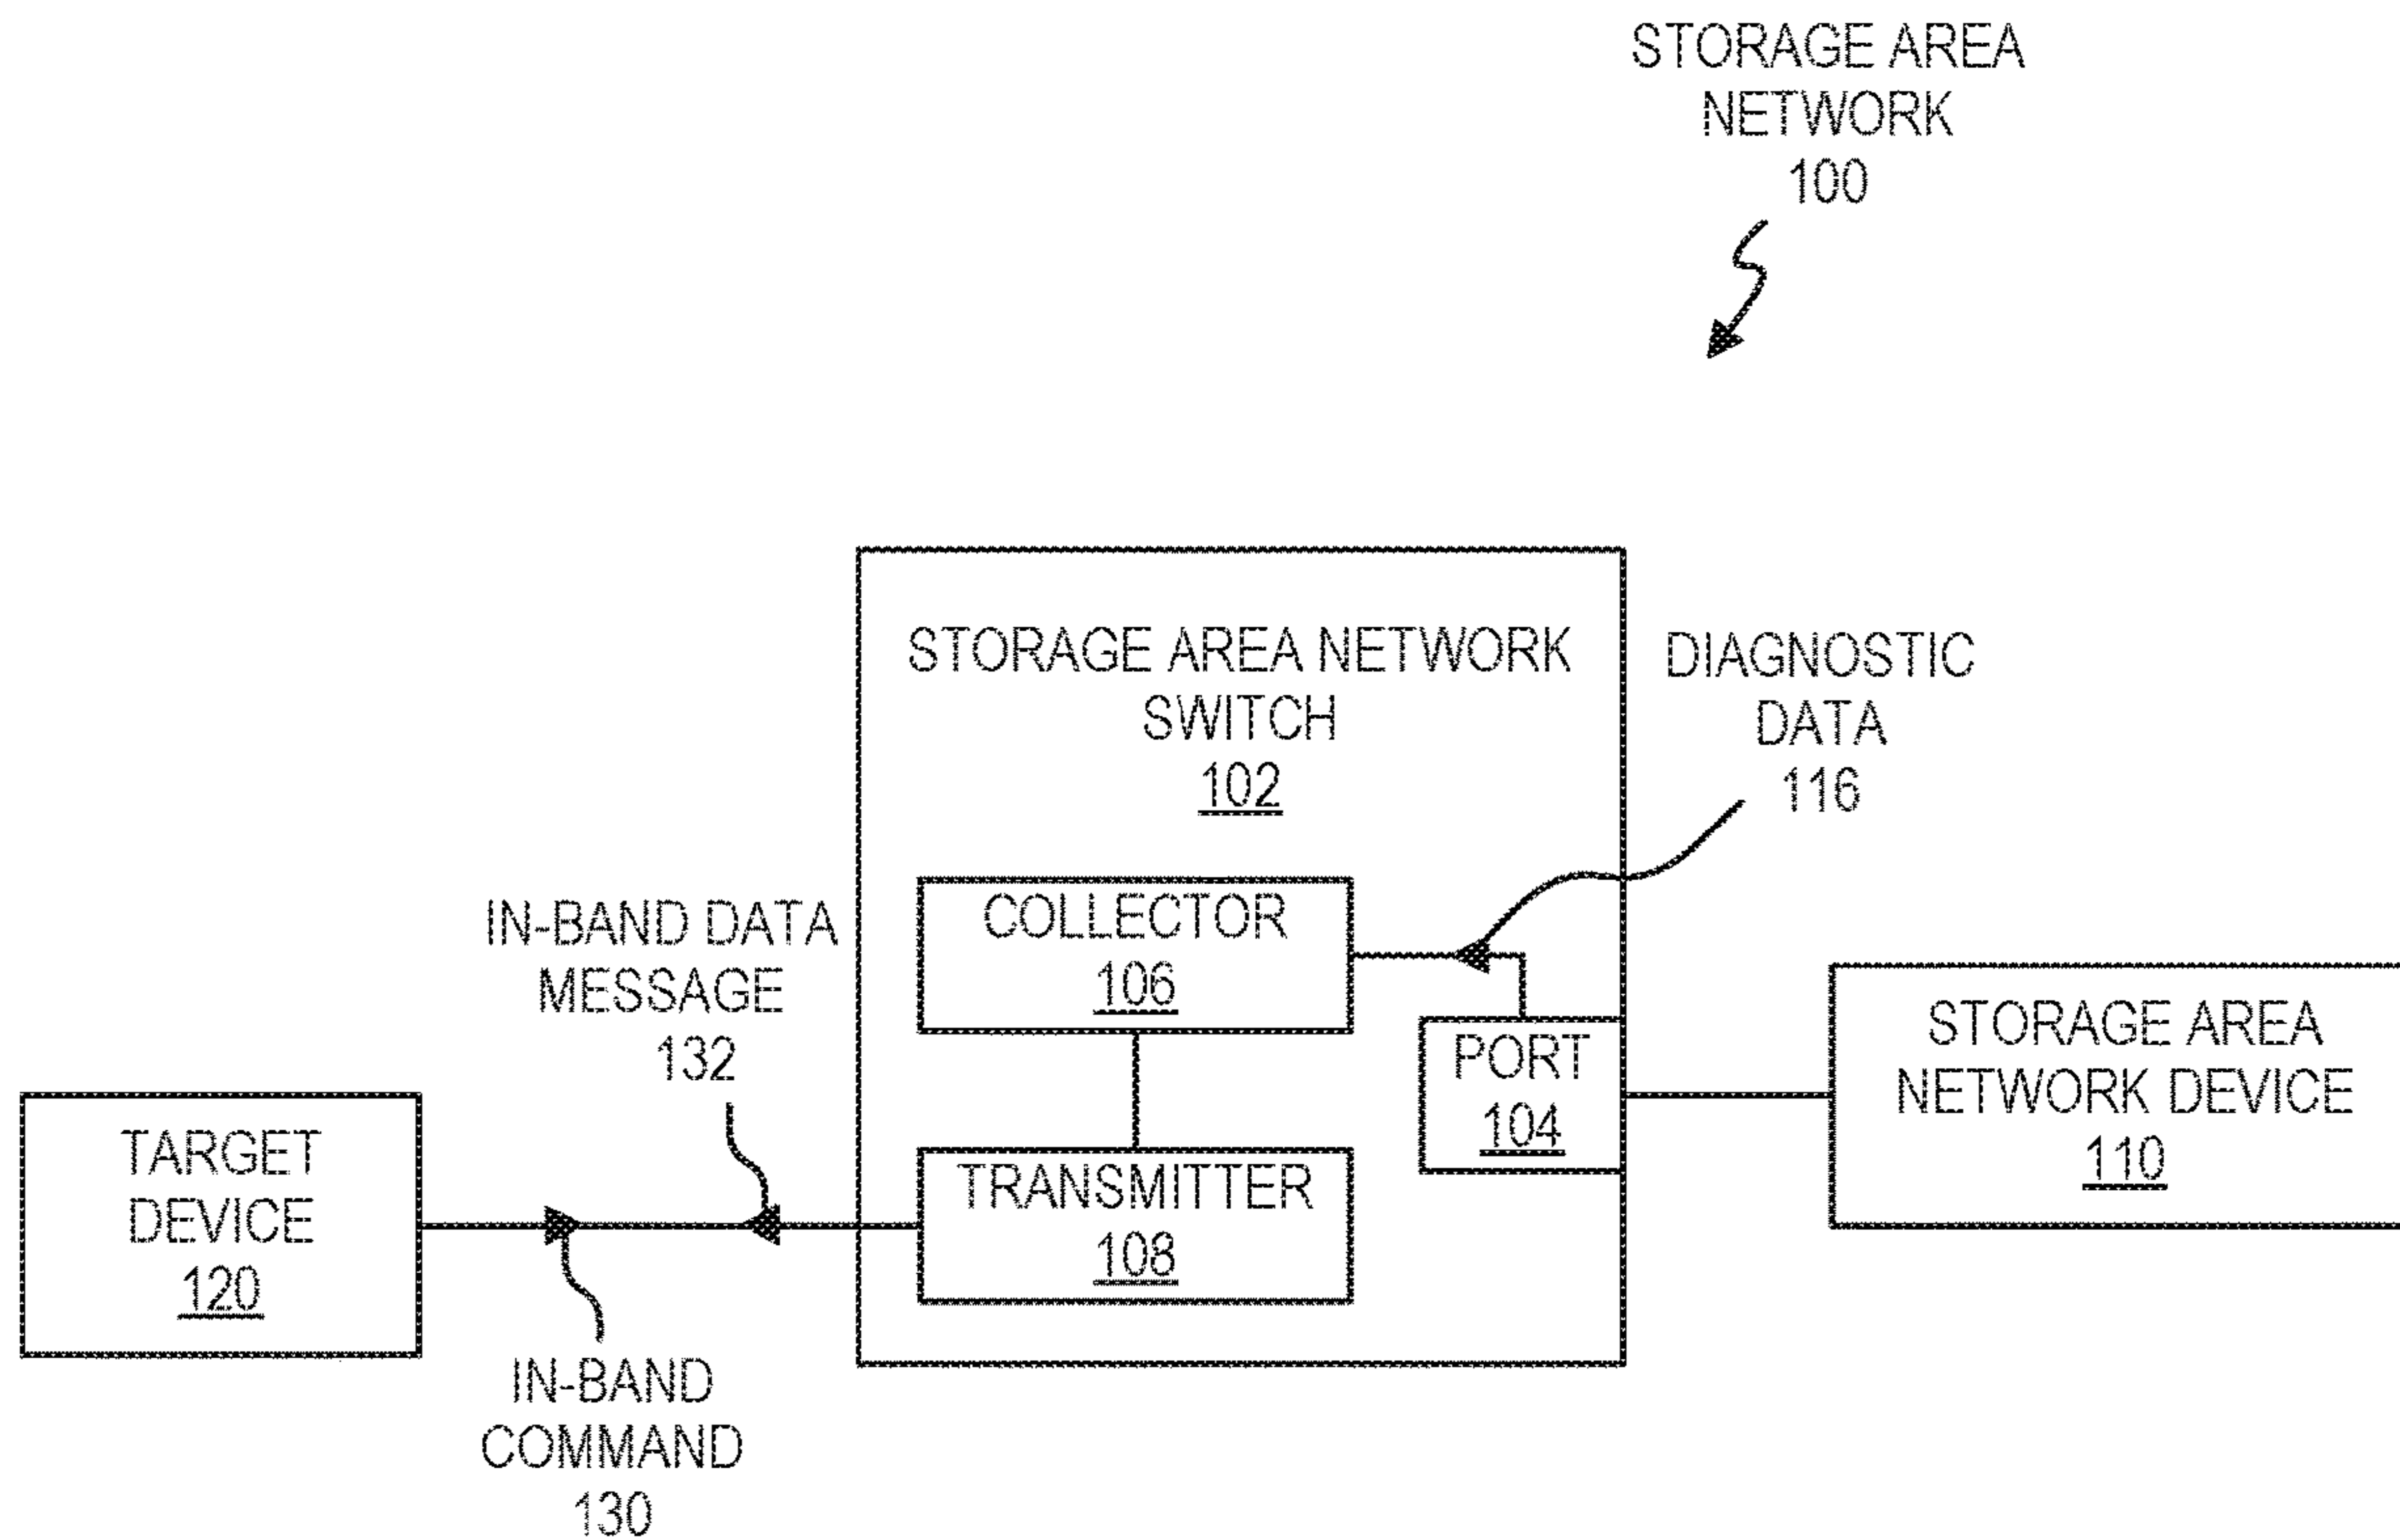 STORAGE AREA
NETWORK
100
STORAGE AREA NETWORK
SWITCH
102
DIAGNOSTIC
DATA
116
COLLECTOR
106
IN-BAND DATA
MESSAGE
132
PORT
104
STORAGE AREA
NETWORK DEVICE
110
TARGET
DEVICE
120
TRANSMITTER
108
IN-BAND
COMMAND
130